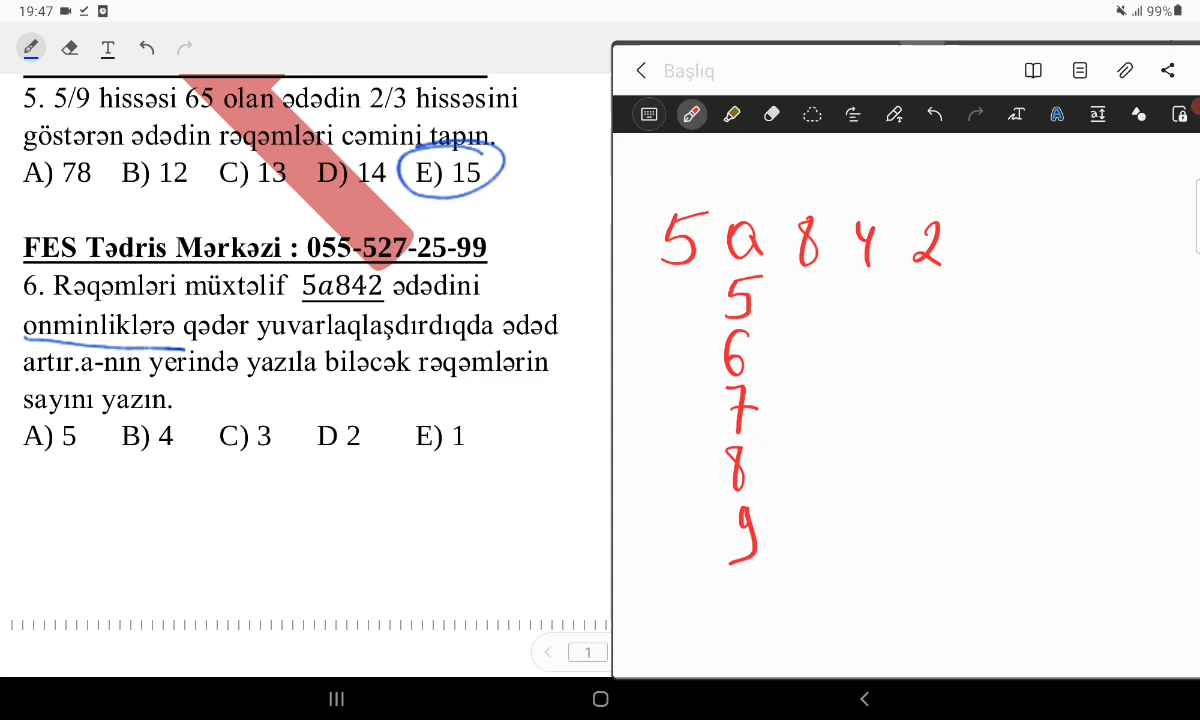 19:47
99%
5. 5/9 hissəsi 65 olan ədədin 2/3 hissəsini
göstərən ədədin rəqəmləri cəmini tapın.
A) 78 B) 12 C) 13 D) 14 E) 15
FES Tədris Mərkəzi : 055-527-25-99
6. Rəqəmləri müxtəlif 5a842 ədədini
onminliklərə qədər yuvarlaqlaşdırdıqda ədəd
artır.a-nın yerində yazıla biləcək rəqəmlərin
sayını yazın.
A) 5 B) 4 C) 3 D 2 E) 1
1
Başlıq
5 a 8 4 2
5
6
7
8
9